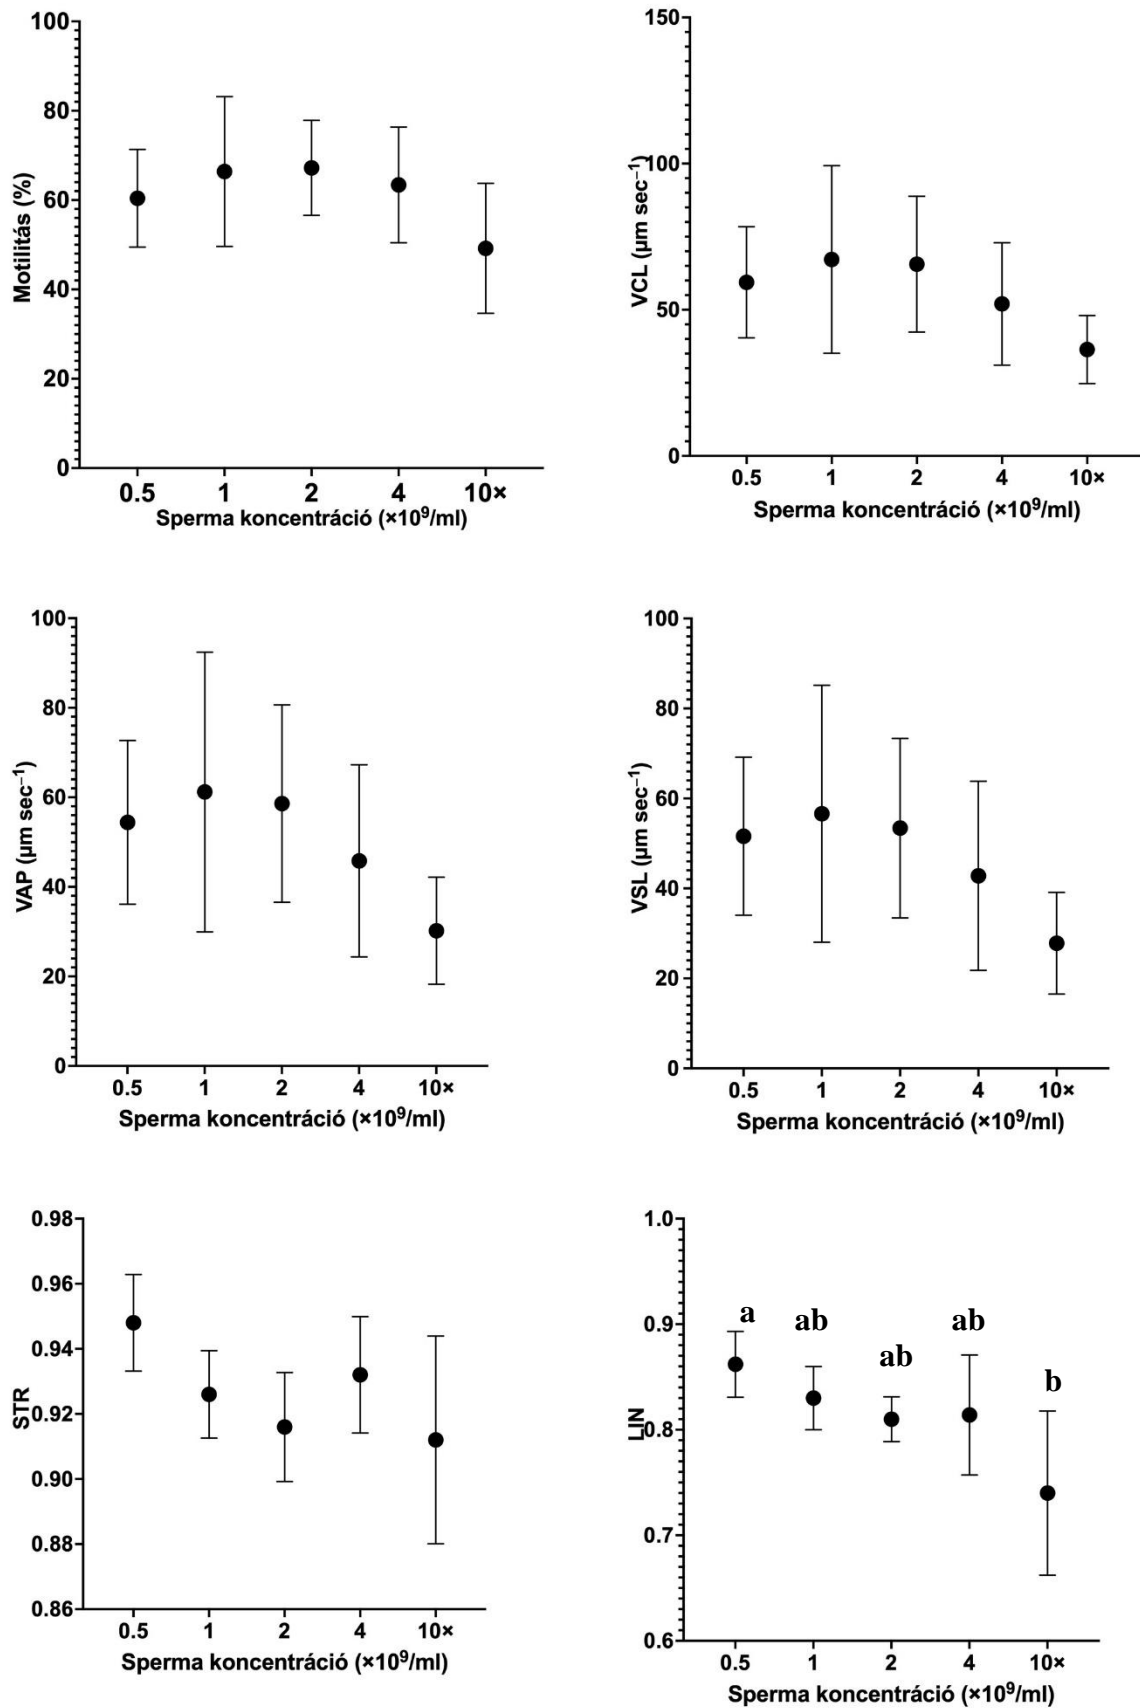 100
80
60
40
20
0
Motilitás (%)
0.5 1 2 4 10×
Sperma koncentráció (×10⁹/ml)
150
100
50
0
VCL (µm sec⁻¹)
0.5 1 2 4 10×
Sperma koncentráció (×10⁹/ml)
100
80
60
40
20
0
VAP (µm sec⁻¹)
0.5 1 2 4 10×
Sperma koncentráció (×10⁹/ml)
100
80
60
40
20
0
VSL (µm sec⁻¹)
0.5 1 2 4 10×
Sperma koncentráció (×10⁹/ml)
0.98
0.96
0.94
0.92
0.90
0.88
0.86
STR
0.5 1 2 4 10×
Sperma koncentráció (×10⁹/ml)
1.0
0.9
0.8
0.7
0.6
LIN
a ab ab ab b
0.5 1 2 4 10×
Sperma koncentráció (×10⁹/ml)